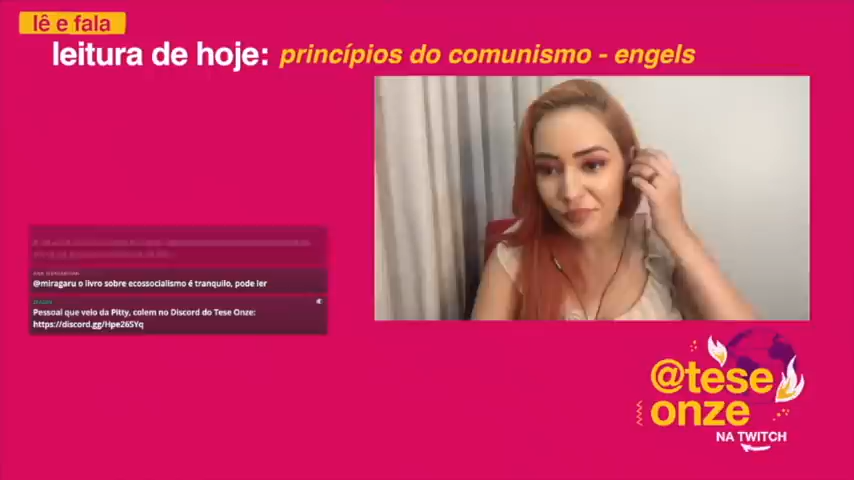 lê e fala
leitura de hoje: princípios do comunismo - engels
@miragaru o livro sobre ecossocialismo é tranquilo, pode ler
Pessoal que veio da Pitty, colem no Discord do Tese Onze:
https://discord.gg/Hpe26SYq
@tese
onze
NA TWITCH